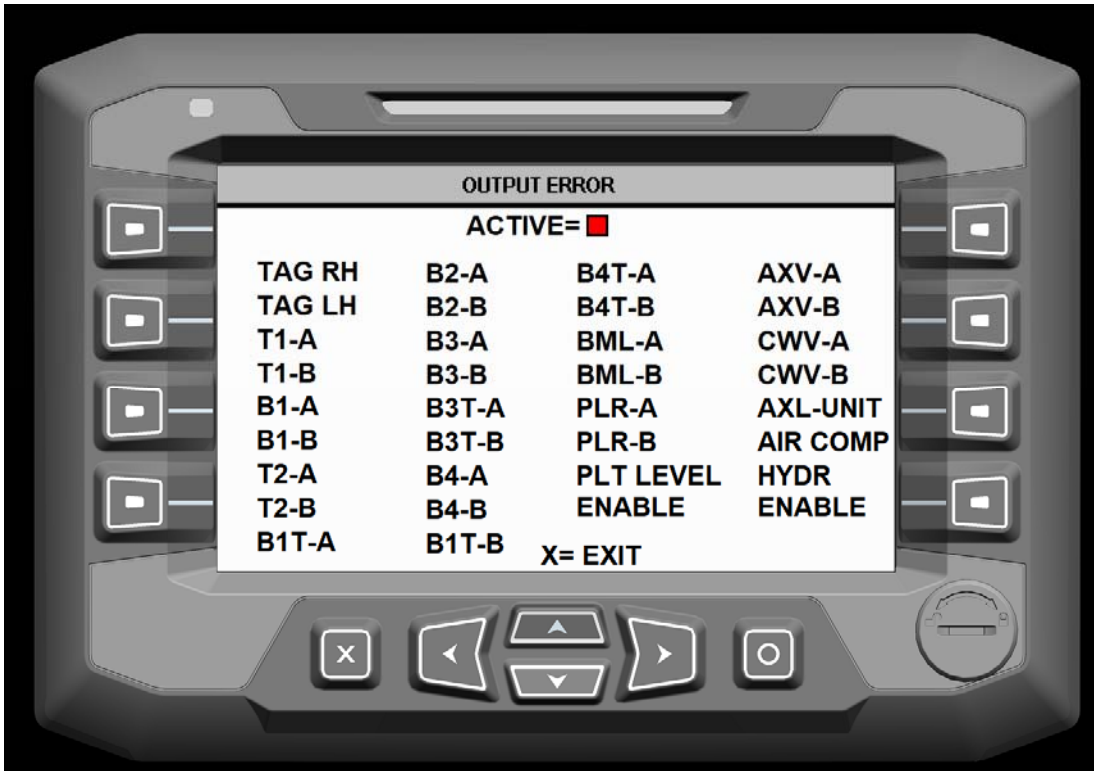 OUTPUT ERROR
ACTIVE=
TAG RH B2-A B4T-A AXV-A
TAG LH B2-B B4T-B AXV-B
T1-A B3-A BML-A CWV-A
T1-B B3-B BML-B CWV-B
B1-A B3T-A PLR-A AXL-UNIT
B1-B B3T-B PLR-B AIR COMP
T2-A B4-A PLT LEVEL HYDR
T2-B B4-B ENABLE ENABLE
B1T-A B1T-B
X= EXIT
X O